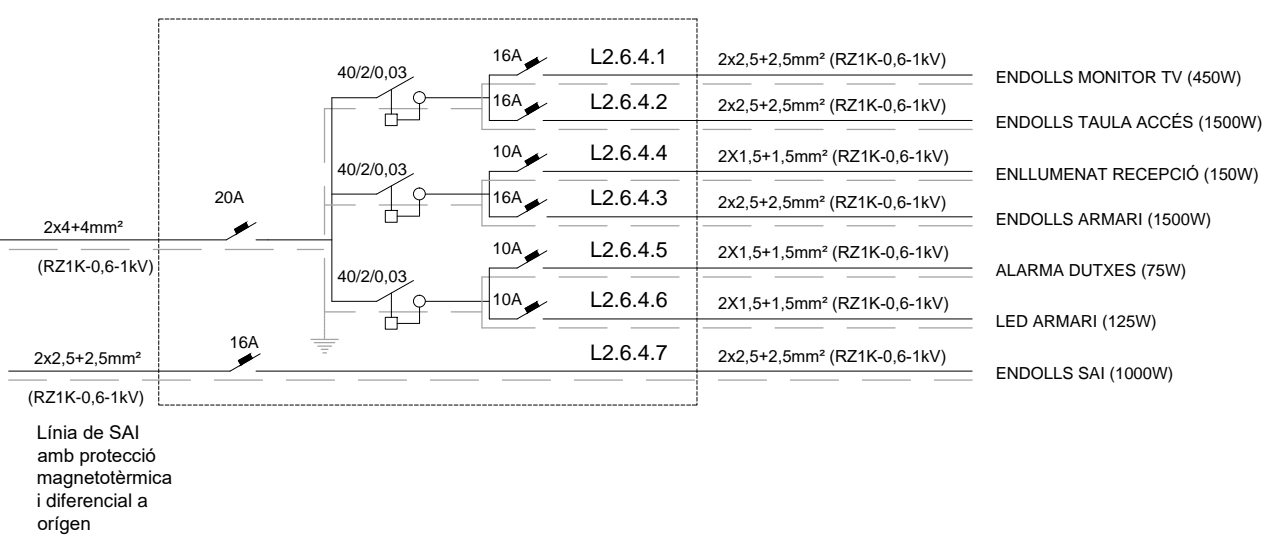 16A L2.6.4.1 2x2,5+2,5mm² (RZ1K-0,6-1kV) ENDOLLS MONITOR TV (450W)
40/2/0,03
16A L2.6.4.2 2x2,5+2,5mm² (RZ1K-0,6-1kV) ENDOLLS TAULA ACCÉS (1500W)
10A L2.6.4.4 2X1,5+1,5mm² (RZ1K-0,6-1kV) ENLLUMENAT RECEPCIÓ (150W)
40/2/0,03
16A L2.6.4.3 2x2,5+2,5mm² (RZ1K-0,6-1kV) ENDOLLS ARMARI (1500W)
20A
2x4+4mm²
(RZ1K-0,6-1kV)
10A L2.6.4.5 2X1,5+1,5mm² (RZ1K-0,6-1kV) ALARMA DUTXES (75W)
40/2/0,03
10A L2.6.4.6 2X1,5+1,5mm² (RZ1K-0,6-1kV) LED ARMARI (125W)
2x2,5+2,5mm² 16A L2.6.4.7 2x2,5+2,5mm² (RZ1K-0,6-1kV) ENDOLLS SAI (1000W)
(RZ1K-0,6-1kV)
Línia de SAI
amb protecció
magnetotèrmica
i diferencial a
orígen